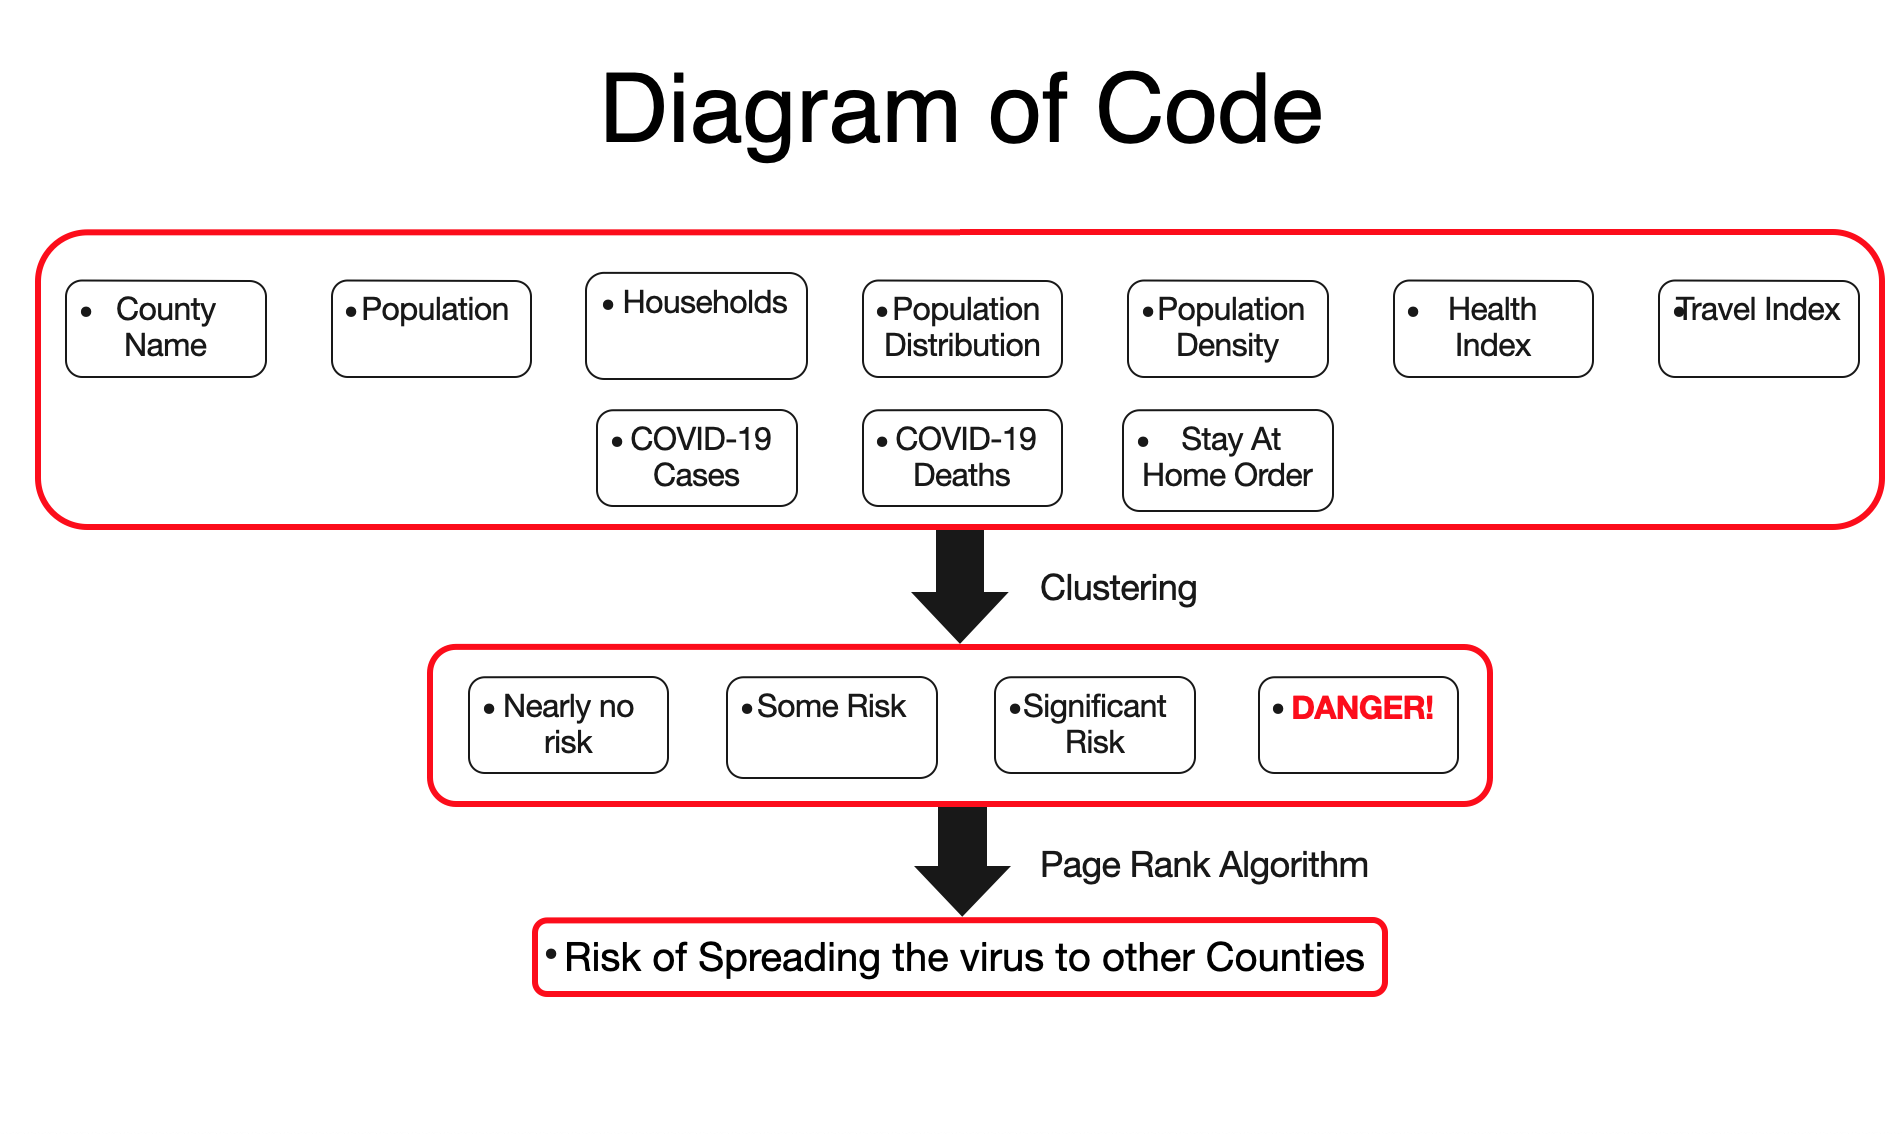 Diagram of Code
• County
Name
• Population
• Households
• Population
Distribution
• Population
Density
• Health
Index
• Travel Index
• COVID-19
Cases
• COVID-19
Deaths
• Stay At
Home Order
Clustering
• Nearly no
risk
• Some Risk
• Significant
Risk
• DANGER!
Page Rank Algorithm
• Risk of Spreading the virus to other Counties